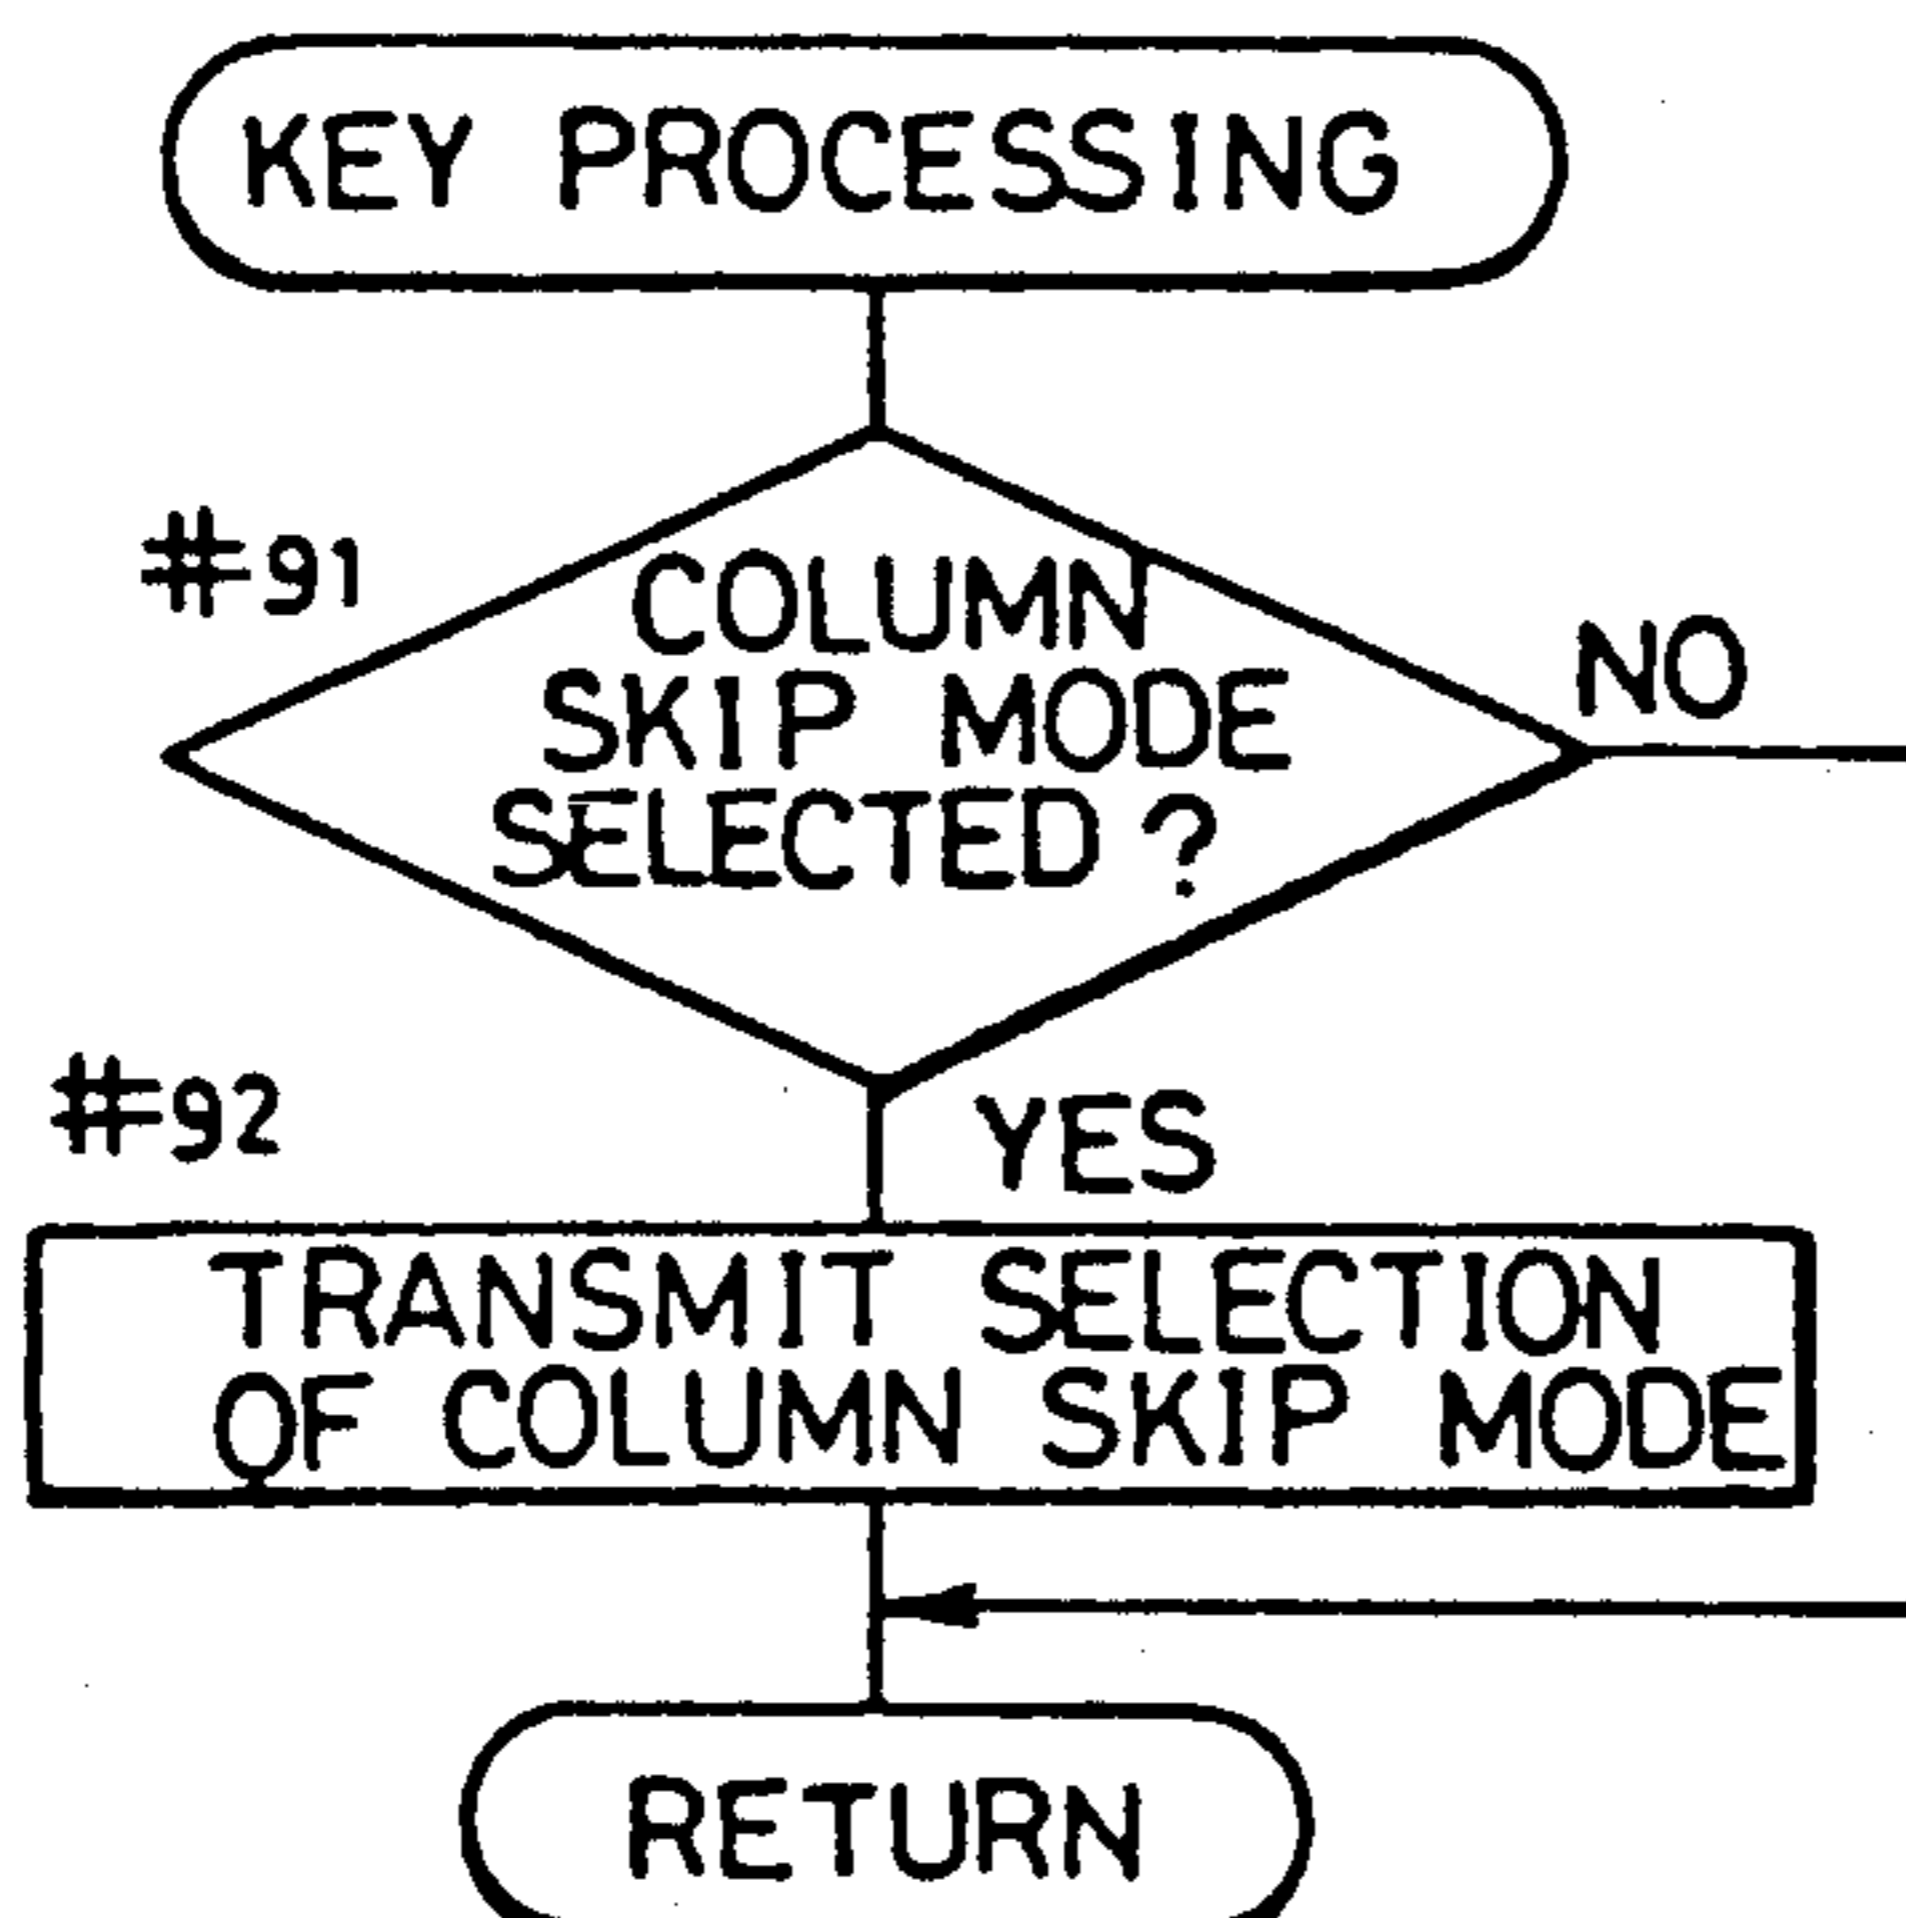 KEY PROCESSING
#91
COLUMN
SKIP MODE
SELECTED ?
NO
#92
YES
TRANSMIT SELECTION
OF COLUMN SKIP MODE
RETURN